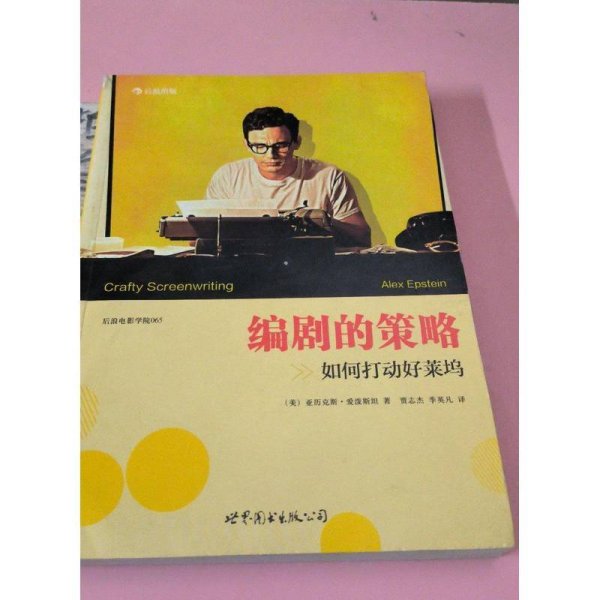 后浪出版
Crafty Screenwriting
Alex Epstein
后浪电影学院065
编剧的策略
>> 如何打动好莱坞
(美) 亚历克斯·爱泼斯坦 著 贾志杰 季英凡 译
世界图书出版公司